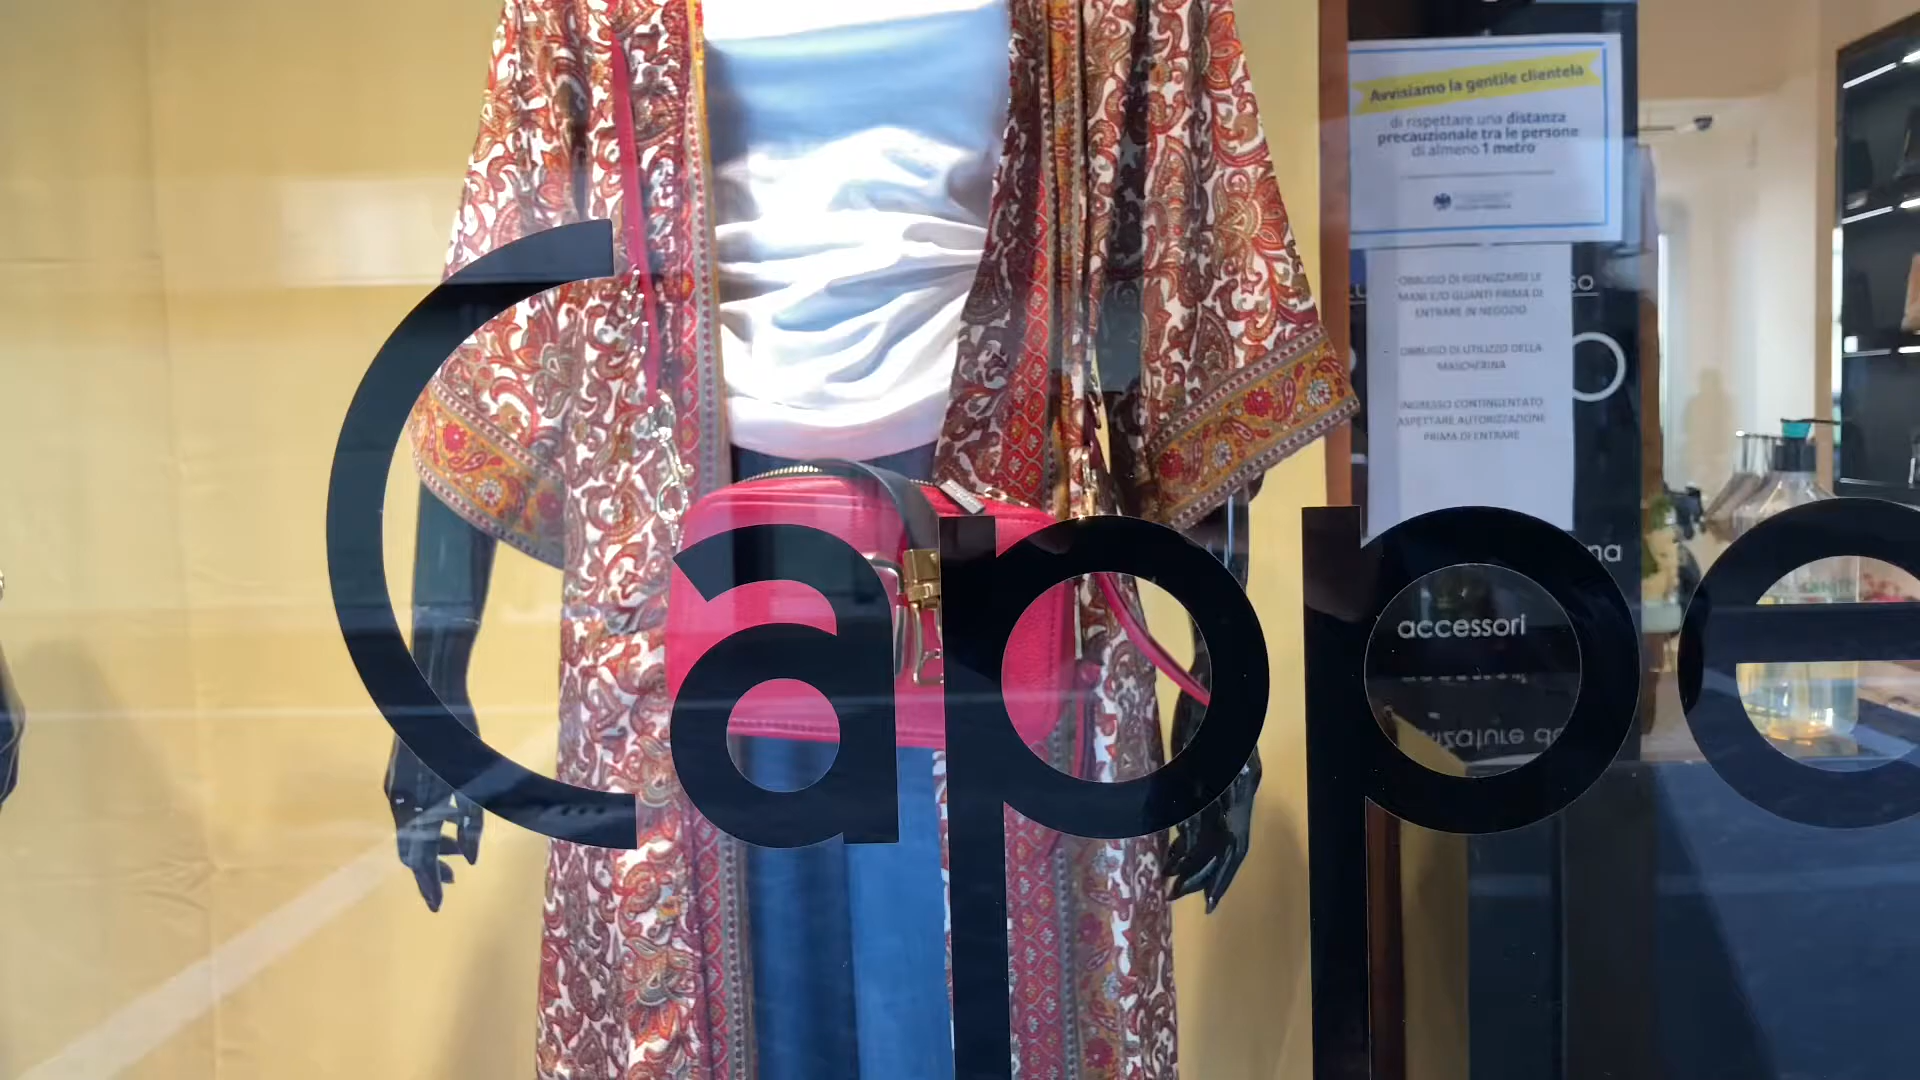 Avvisiamo la gentile clientela
di rispettare una distanza
precauzionale tra le persone
di almeno 1 metro
OBBLIGO DI IGENIZZARSI LE
MANI E/O GUANTI PRIMA DI
ENTRARE IN NEGOZIO
OBBLIGO DI UTILIZZO DELLA
MASCHERINA
INGRESSO CONTINGENTATO
ASPETTARE AUTORIZZAZIONE
PRIMA DI ENTRARE
Cappe
accessori